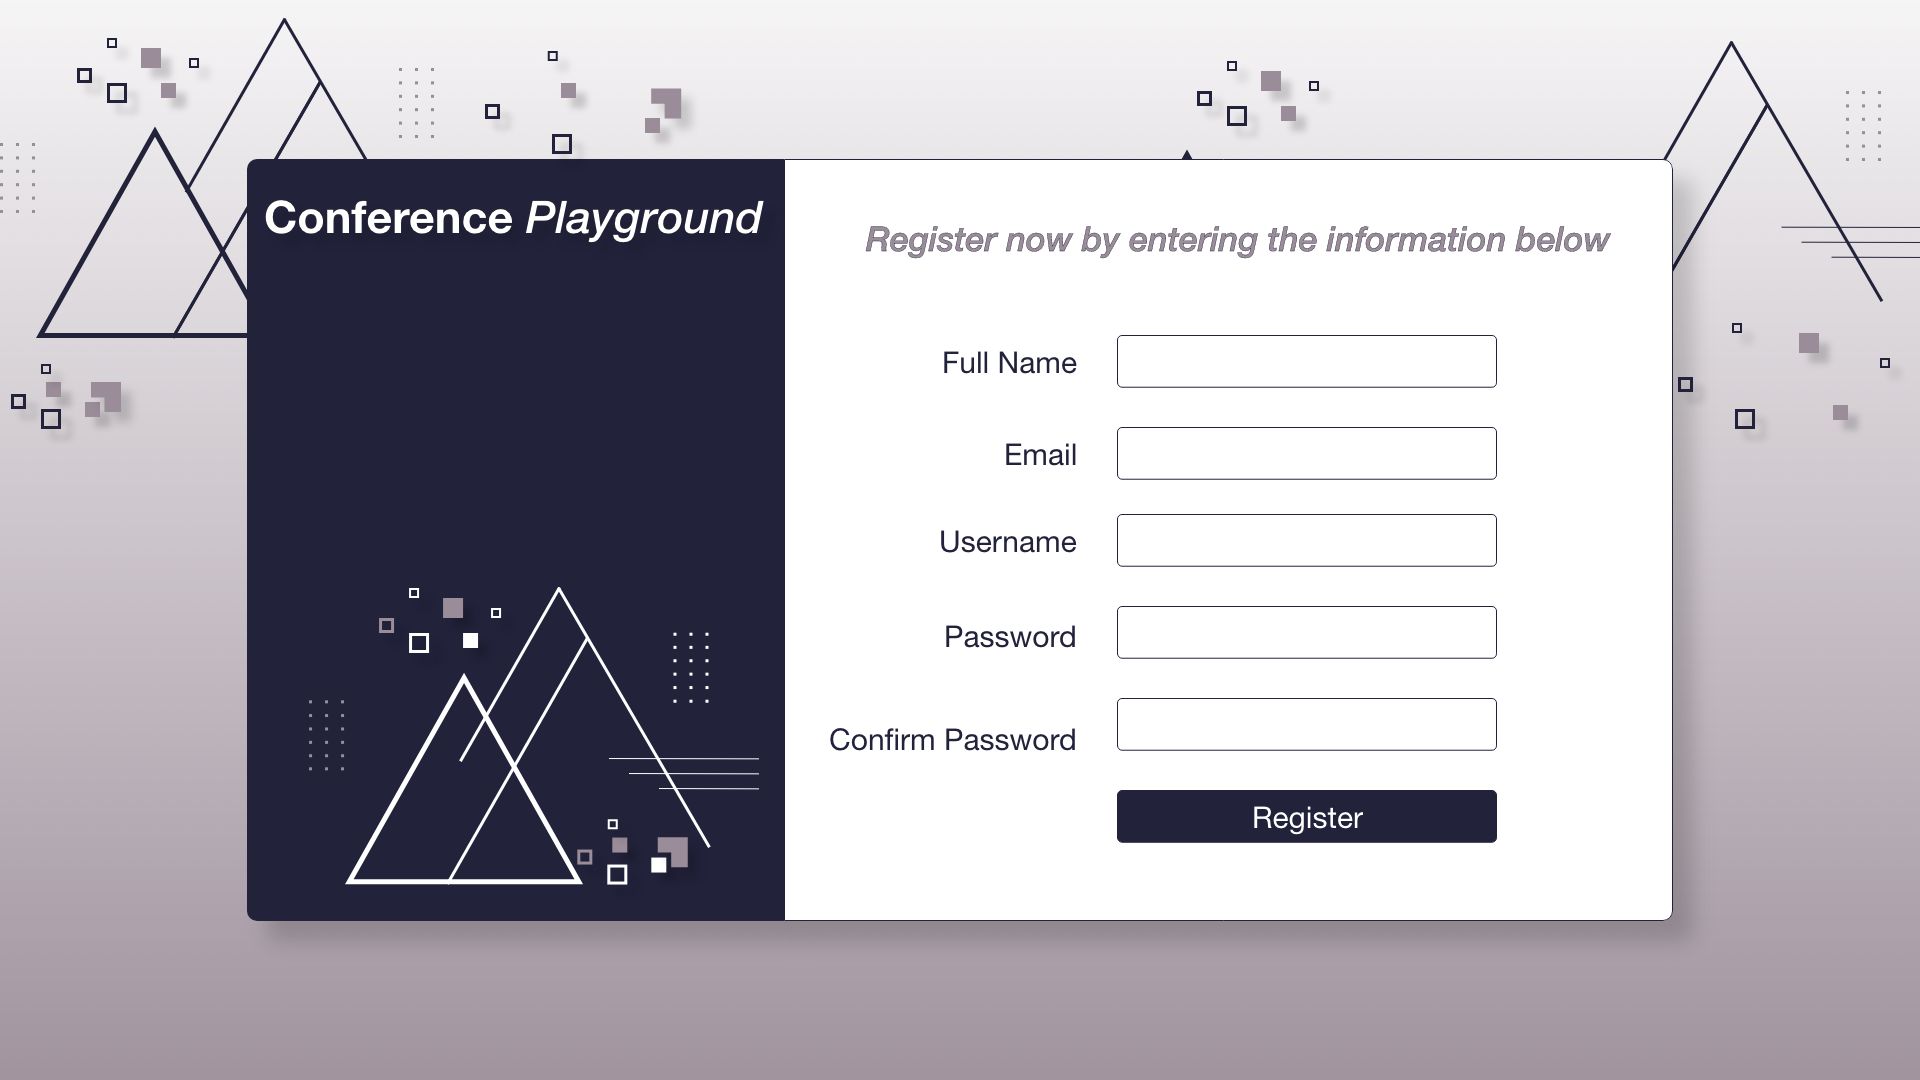 Conference Playground
Register now by entering the information below
Full Name
Email
Username
Password
Confirm Password
Register